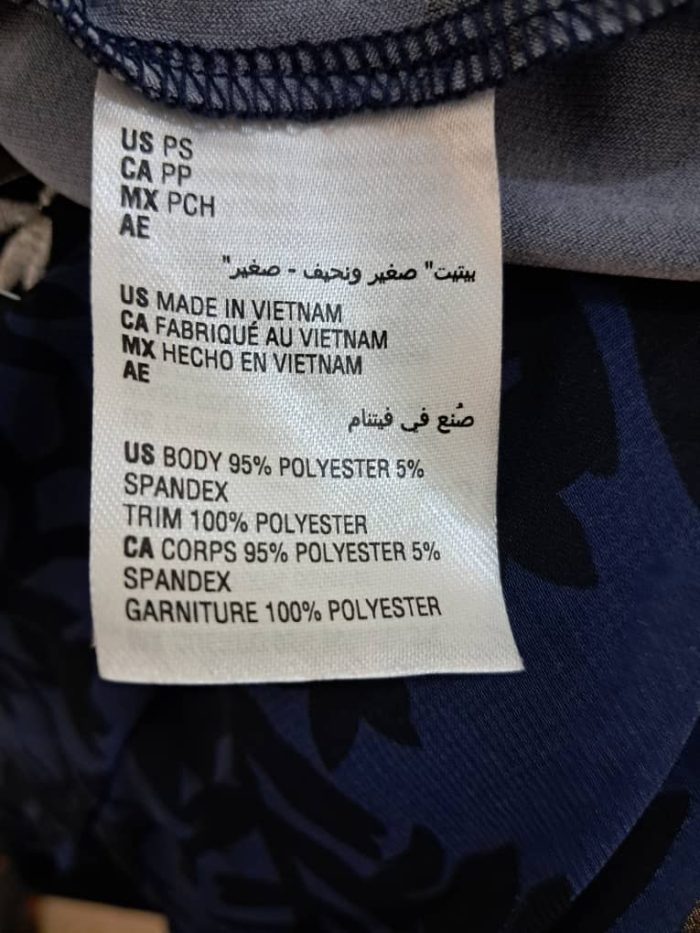 US PS
CA PP
MX PCH
AE
بيتيت" صغير ونحيف - صغير"
US MADE IN VIETNAM
CA FABRIQUÉ AU VIETNAM
MX HECHO EN VIETNAM
AE
صُنع في فيتنام
US BODY 95% POLYESTER 5%
SPANDEX
TRIM 100% POLYESTER
CA CORPS 95% POLYESTER 5%
SPANDEX
GARNITURE 100% POLYESTER